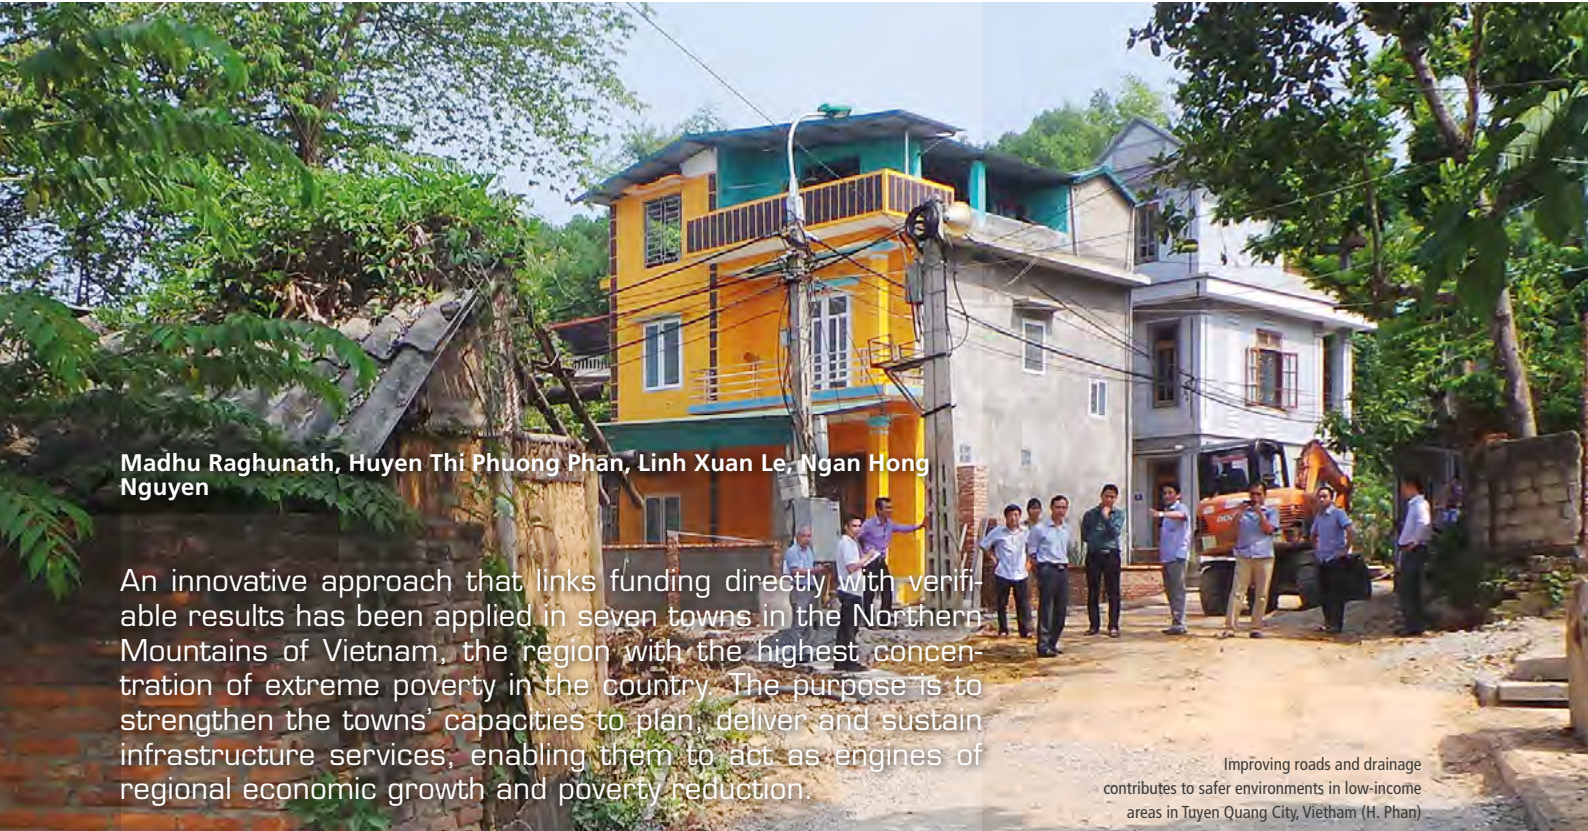 Madhu Raghunath, Huyen Thi Phuong Phan, Linh Xuan Le, Ngan Hong
Nguyen
An innovative approach that links funding directly with verifi-
able results has been applied in seven towns in the Northern
Mountains of Vietnam, the region with the highest concen-
tration of extreme poverty in the country. The purpose is to
strengthen the towns’ capacities to plan, deliver and sustain
infrastructure services, enabling them to act as engines of
regional economic growth and poverty reduction.
Improving roads and drainage
contributes to safer environments in low-income
areas in Tuyen Quang City, Vietham (H. Phan)